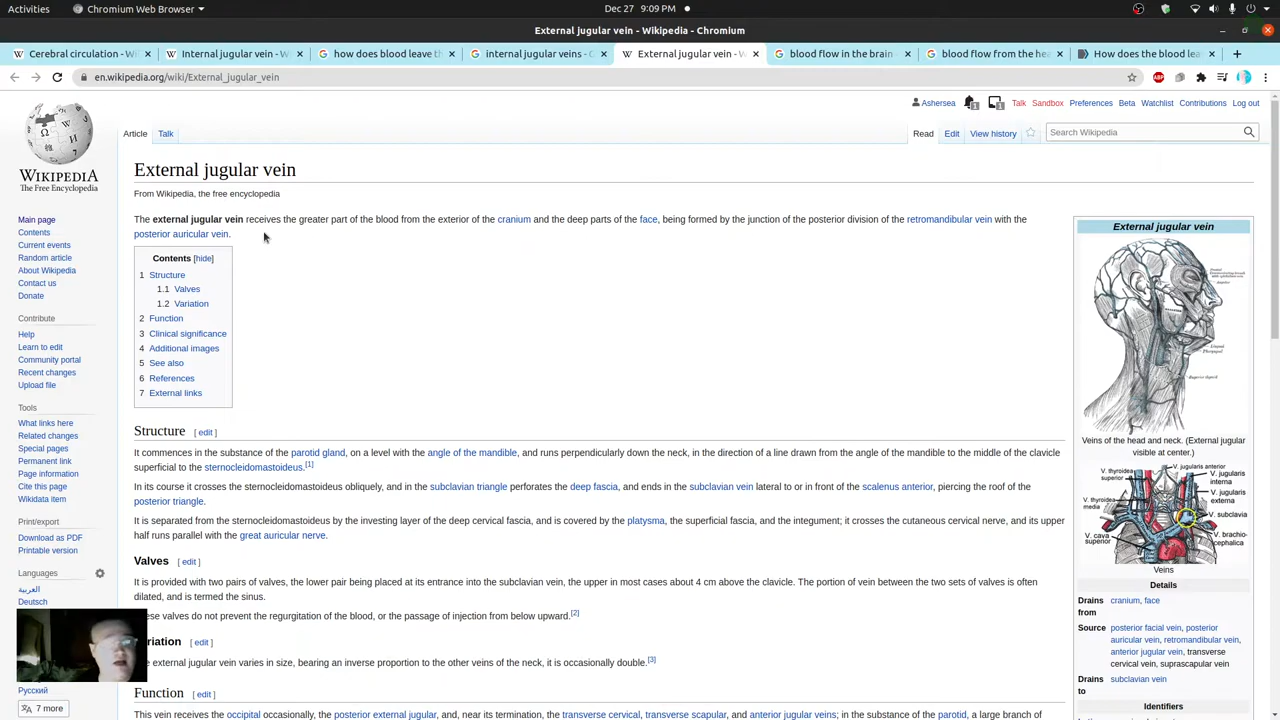 Activities
Chromium Web Browser
Dec 27 9:09 PM
External jugular vein - Wikipedia - Chromium
Cerebral circulation - Wi
Internal jugular vein - W
how does blood leave th
internal jugular veins - G
External jugular vein - W
blood flow in the brain -
blood flow from the hea
How does the blood lea
en.wikipedia.org/wiki/External_jugular_vein
Ashersea
1
1
Talk
Sandbox
Preferences
Beta
Watchlist
Contributions
Log out
Article
Talk
Read
Edit
View history
Search Wikipedia
WIKIPEDIA
The Free Encyclopedia
Main page
Contents
Current events
Random article
About Wikipedia
Contact us
Donate
Contribute
Help
Learn to edit
Community portal
Recent changes
Upload file
Tools
What links here
Related changes
Special pages
Permanent link
Page information
Cite this page
Wikidata item
Print/export
Download as PDF
Printable version
Languages
العربية
Deutsch
Русский
7 more
External jugular vein
From Wikipedia, the free encyclopedia
The external jugular vein receives the greater part of the blood from the exterior of the cranium and the deep parts of the face, being formed by the junction of the posterior division of the retromandibular vein with the
posterior auricular vein.
Contents [hide]
1 Structure
1.1 Valves
1.2 Variation
2 Function
3 Clinical significance
4 Additional images
5 See also
6 References
7 External links
Structure [ edit ]
It commences in the substance of the parotid gland, on a level with the angle of the mandible, and runs perpendicularly down the neck, in the direction of a line drawn from the angle of the mandible to the middle of the clavicle
superficial to the sternocleidomastoideus.[1]
In its course it crosses the sternocleidomastoideus obliquely, and in the subclavian triangle perforates the deep fascia, and ends in the subclavian vein lateral to or in front of the scalenus anterior, piercing the roof of the
posterior triangle.
It is separated from the sternocleidomastoideus by the investing layer of the deep cervical fascia, and is covered by the platysma, the superficial fascia, and the integument; it crosses the cutaneous cervical nerve, and its upper
half runs parallel with the great auricular nerve.
Valves [ edit ]
It is provided with two pairs of valves, the lower pair being placed at its entrance into the subclavian vein, the upper in most cases about 4 cm above the clavicle. The portion of vein between the two sets of valves is often
dilated, and is termed the sinus.
ese valves do not prevent the regurgitation of the blood, or the passage of injection from below upward.[2]
riation [ edit ]
e external jugular vein varies in size, bearing an inverse proportion to the other veins of the neck, it is occasionally double.[3]
Function [ edit ]
This vein receives the occipital occasionally, the posterior external jugular, and, near its termination, the transverse cervical, transverse scapular, and anterior jugular veins; in the substance of the parotid, a large branch of
External jugular vein
Veins of the head and neck. (External jugular
visible at center.)
V. jugularis anterior
V. thyroidea
superior
V. jugularis
interna
V. jugularis
externa
V. thyroidea
media
V. subclavia
V. brachio-
cephalica
V. cava
superior
Veins
Details
Drains from cranium, face
Source posterior facial vein, posterior
auricular vein, retromandibular vein,
anterior jugular vein, transverse
cervical vein, suprascapular vein
Drains to subclavian vein
Identifiers